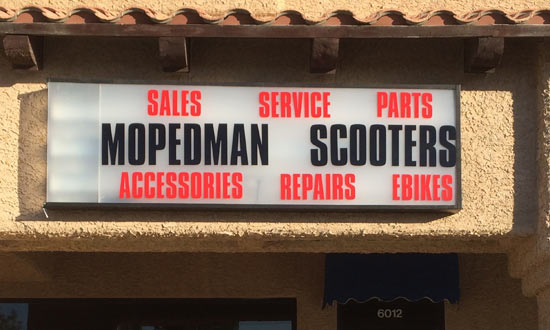 SALES SERVICE PARTS
MOPEDMAN SCOOTERS
ACCESSORIES REPAIRS EBIKES
6012